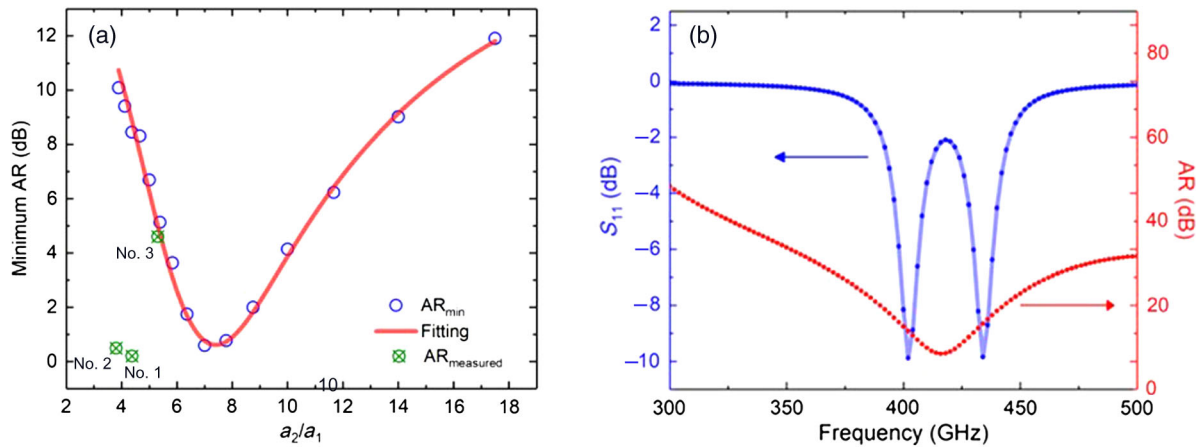 (a)
12
10
8
6
4
2
0
Minimum AR (dB)
No. 3
No. 2
No. 1
ARmin
Fitting
ARmeasured
10
2 4 6 8 10 12 14 16 18
a2/a1
(b)
2
0
−2
−4
−6
−8
−10
S11 (dB)
80
60
40
20
0
AR (dB)
300 350 400 450 500
Frequency (GHz)